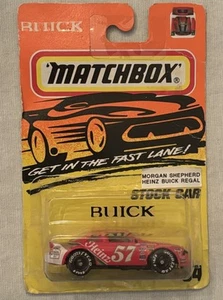 BUICK
MATCHBOX
GET IN THE FAST LANE!
MORGAN SHEPHERD
HEINZ BUICK REGAL
STOCK CAR
BUICK
Heinz 57